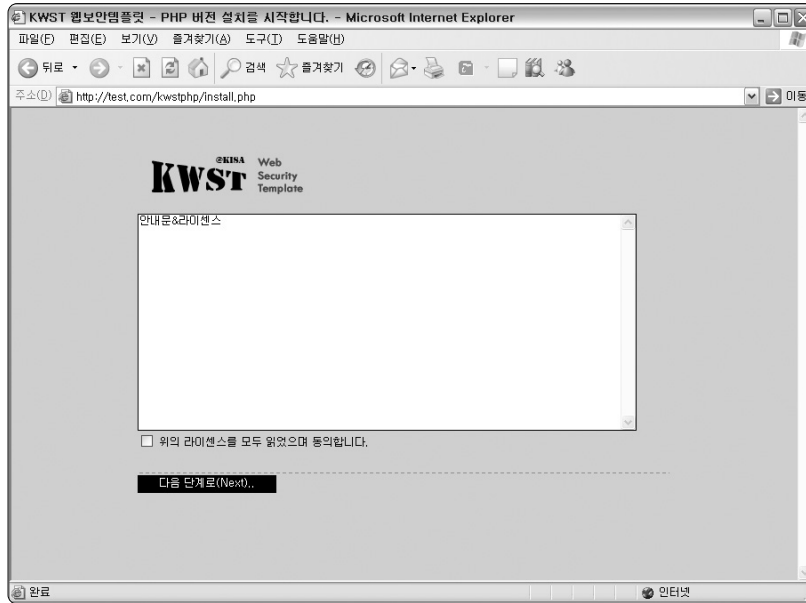 KWST 웹보안템플릿 - PHP 버전 설치를 시작합니다. - Microsoft Internet Explorer
파일(F) 편집(E) 보기(V) 즐겨찾기(A) 도구(T) 도움말(H)
뒤로 검색 즐겨찾기
주소(D) http://test.com/kwstphp/install.php 이동
@KISA
KWST Web Security Template
안내문&라이센스
위의 라이센스를 모두 읽었으며 동의합니다.
다음 단계로(Next)..
완료 인터넷